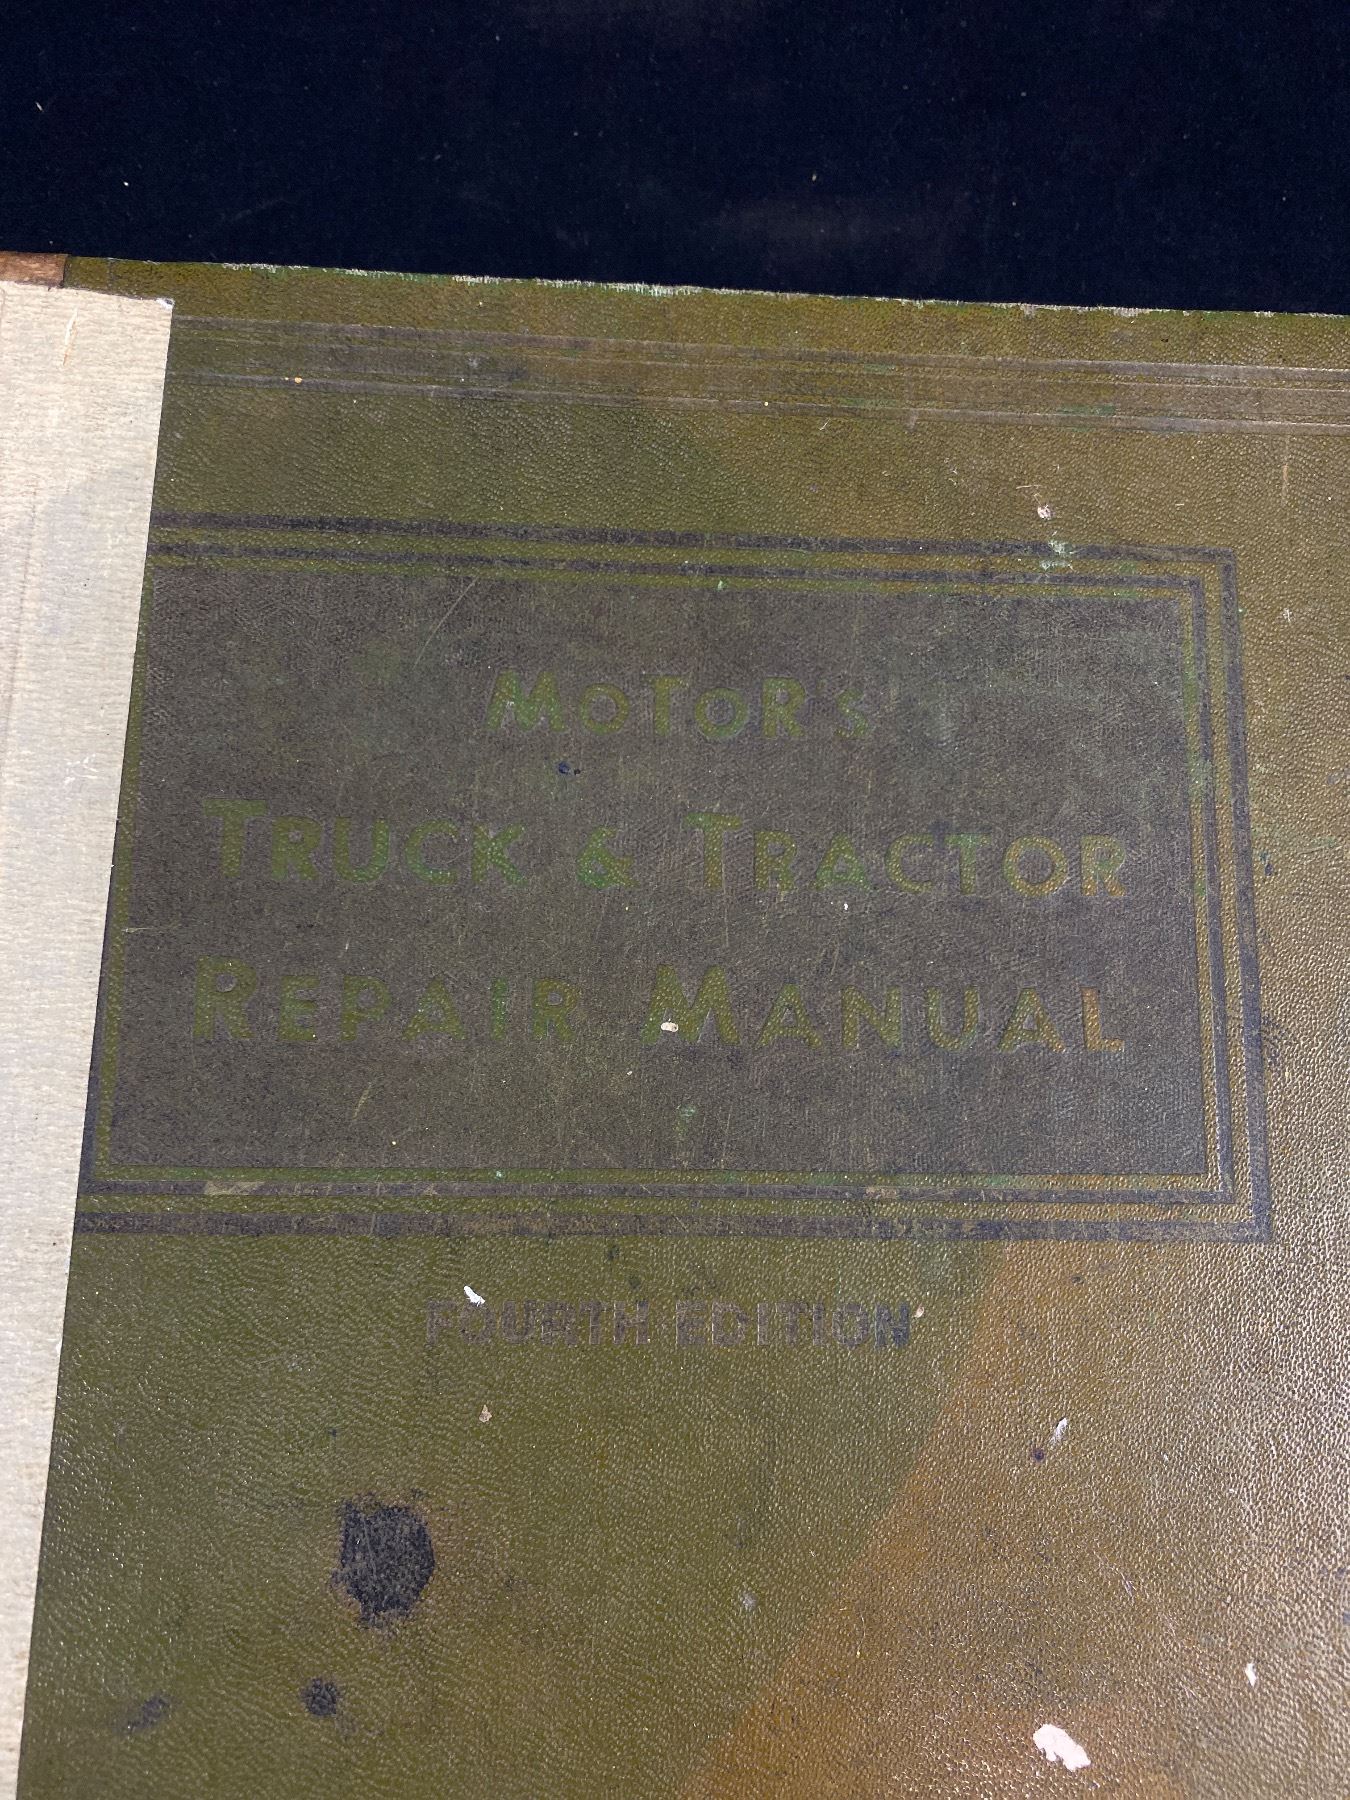 MoToR's
TRUCK & TRACTOR
REPAIR MANUAL
FOURTH EDITION